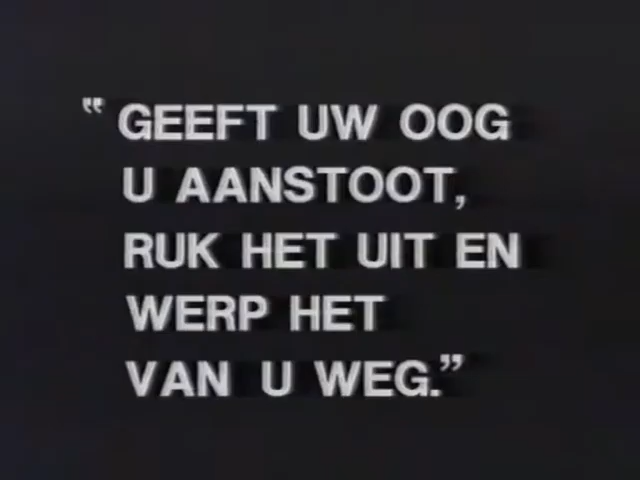 “GEEFT UW OOG
U AANSTOOT,
RUK HET UIT EN
WERP HET
VAN U WEG.”